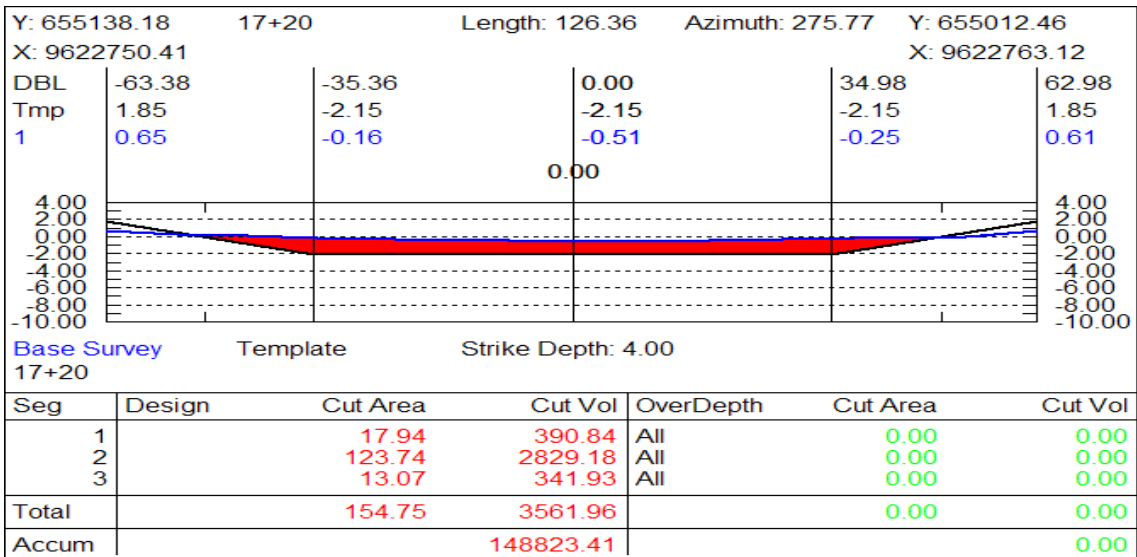 Y: 655138.18 17+20 Length: 126.36 Azimuth: 275.77 Y: 655012.46
X: 9622750.41 X: 9622763.12
DBL -63.38 -35.36 0.00 34.98 62.98
Tmp 1.85 -2.15 -2.15 -2.15 1.85
1 0.65 -0.16 -0.51 -0.25 0.61
0.00
4.00 4.00
2.00 2.00
0.00 0.00
-2.00 -2.00
-4.00 -4.00
-6.00 -6.00
-8.00 -8.00
-10.00 -10.00
Base Survey Template Strike Depth: 4.00
17+20
Seg Design Cut Area Cut Vol OverDepth Cut Area Cut Vol
1 17.94 390.84 All 0.00 0.00
2 123.74 2829.18 All 0.00 0.00
3 13.07 341.93 All 0.00 0.00
Total 154.75 3561.96 0.00 0.00
Accum 148823.41 0.00